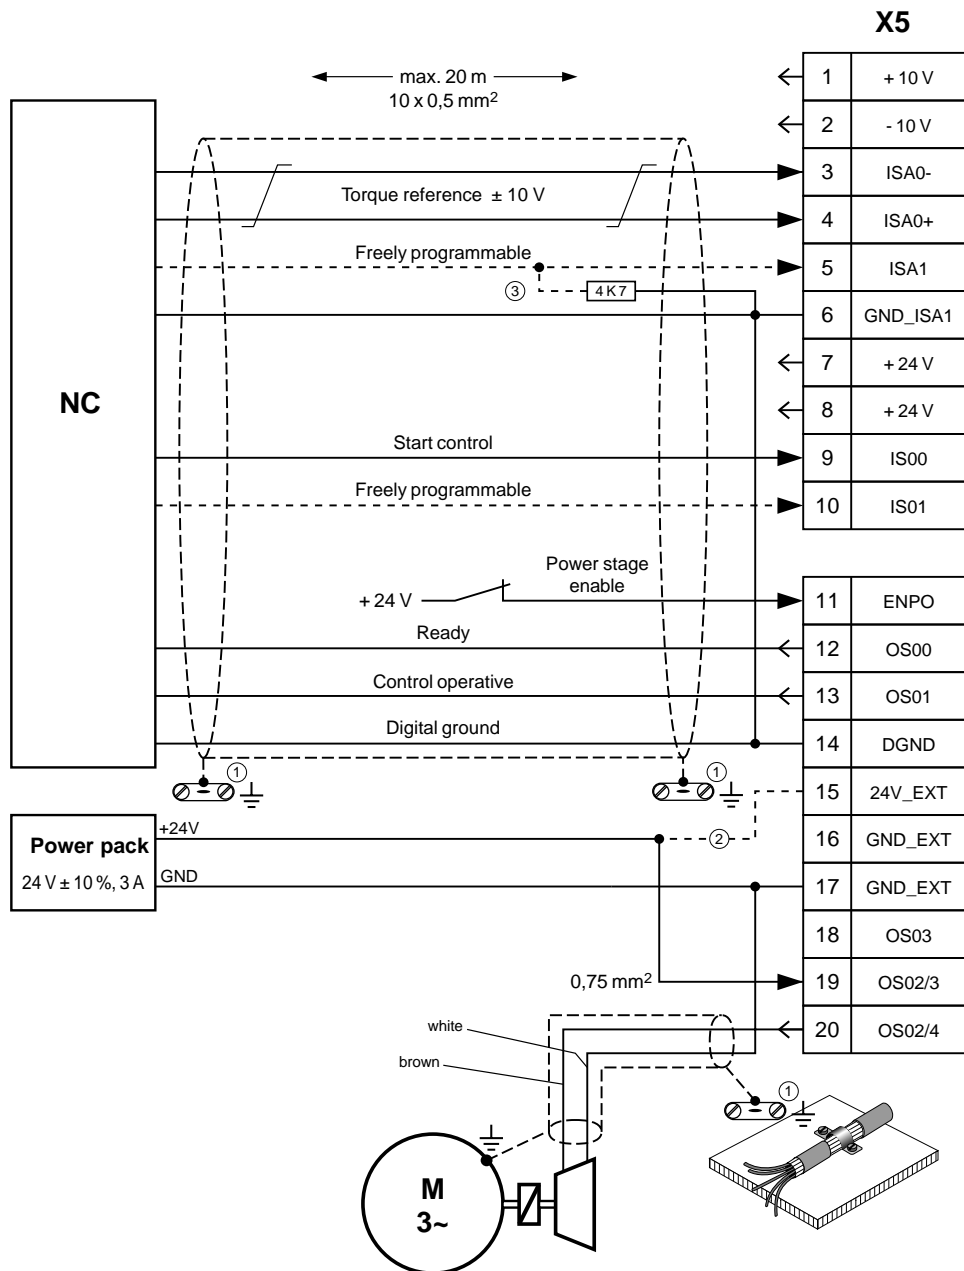 X5
max. 20 m
10 x 0,5 mm²
1 + 10 V
2 - 10 V
3 ISA0-
Torque reference ± 10 V
4 ISA0+
Freely programmable
5 ISA1
③ 4K7
6 GND_ISA1
7 + 24 V
8 + 24 V
NC
Start control
9 IS00
Freely programmable
10 IS01
Power stage
enable
+ 24 V
11 ENPO
Ready
12 OS00
Control operative
13 OS01
Digital ground
14 DGND
① ①
15 24V_EXT
+24V
②
16 GND_EXT
Power pack
24 V ± 10 %, 3 A
GND
17 GND_EXT
18 OS03
0,75 mm²
19 OS02/3
white
20 OS02/4
brown
①
M
3~